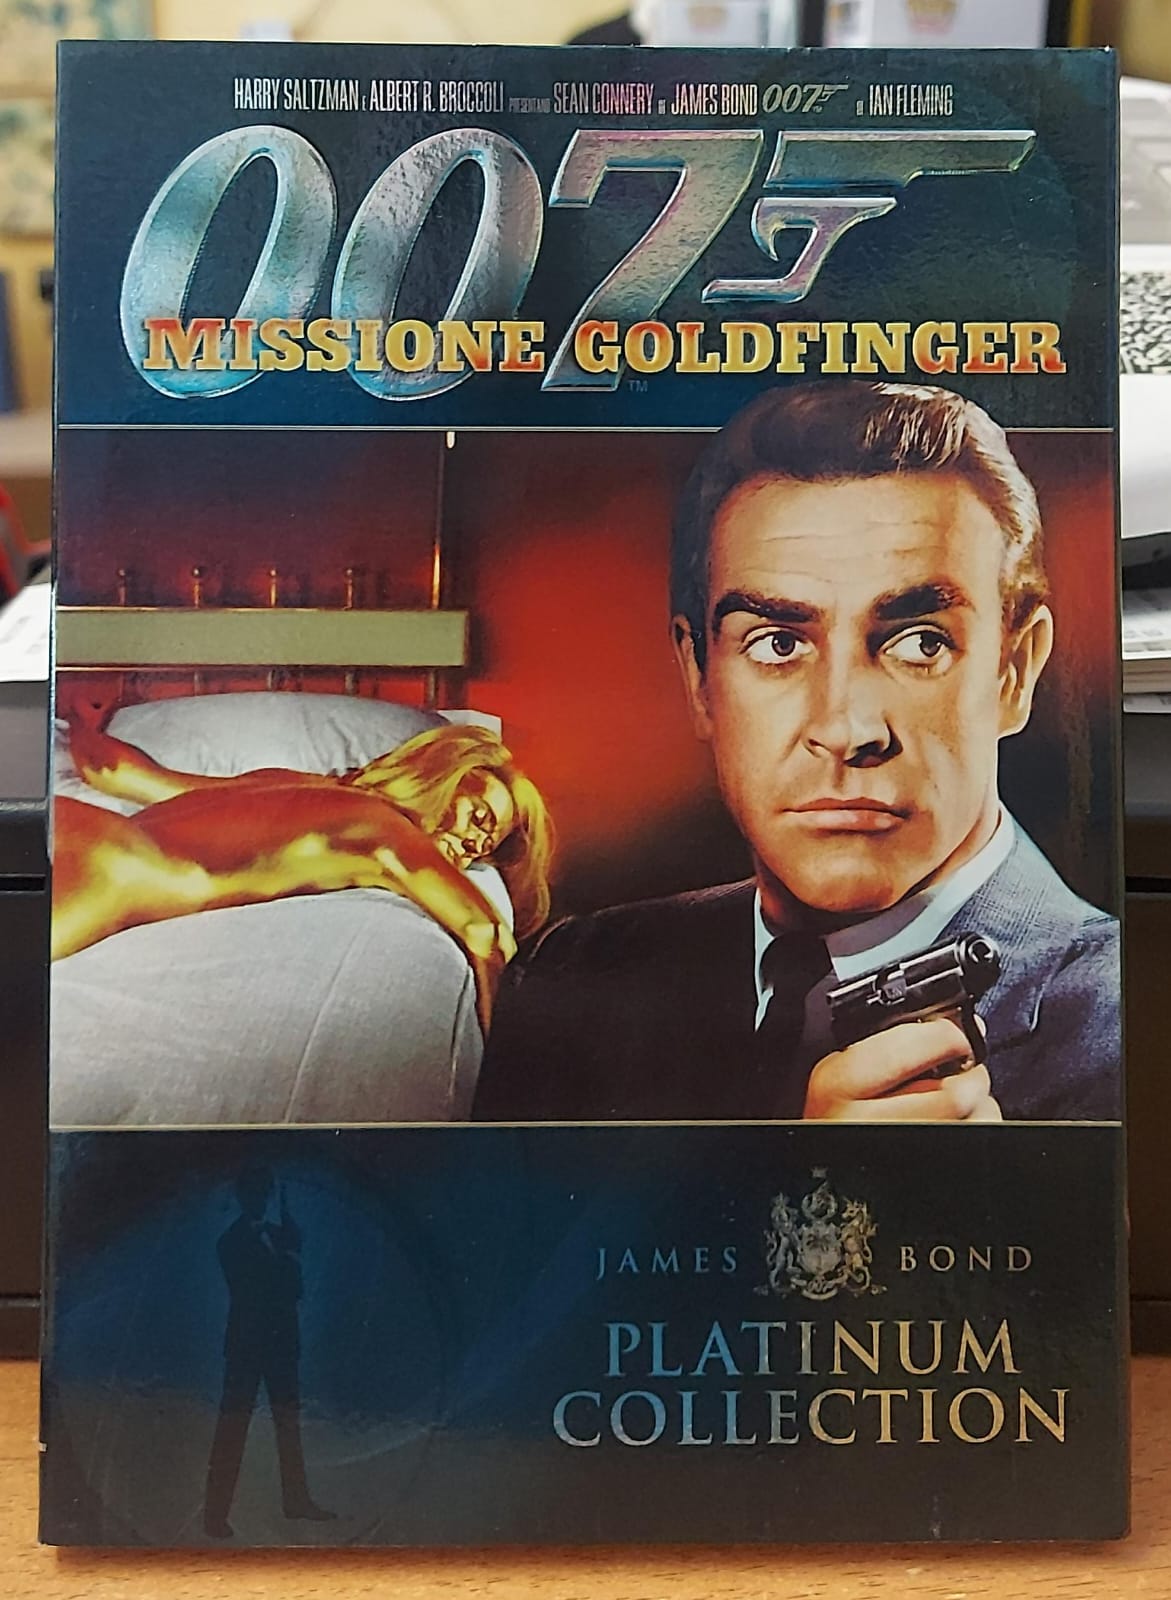 HARRY SALTZMAN E ALBERT R. BROCCOLI PRESENTANO SEAN CONNERY IN JAMES BOND 007 DI IAN FLEMING
007
MISSIONE GOLDFINGER
TM
JAMES BOND
PLATINUM
COLLECTION